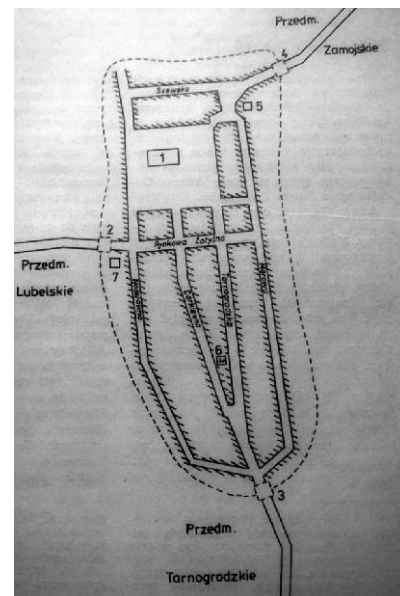 Przedm.
Zamojskie
4
Szewska
5
1
2
Rynkowa Zatylna
Przedm.
Lubelskie
7
6
3
Przedm.
Tarnogrodzkie